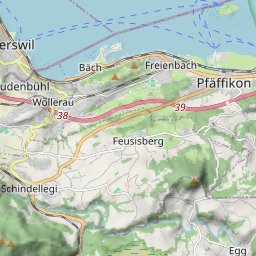 erswil
Bäch
Freienbach
Pfäffikon
udenbühl
Wollerau
38
39
Feusisberg
Schindellegi
Egg